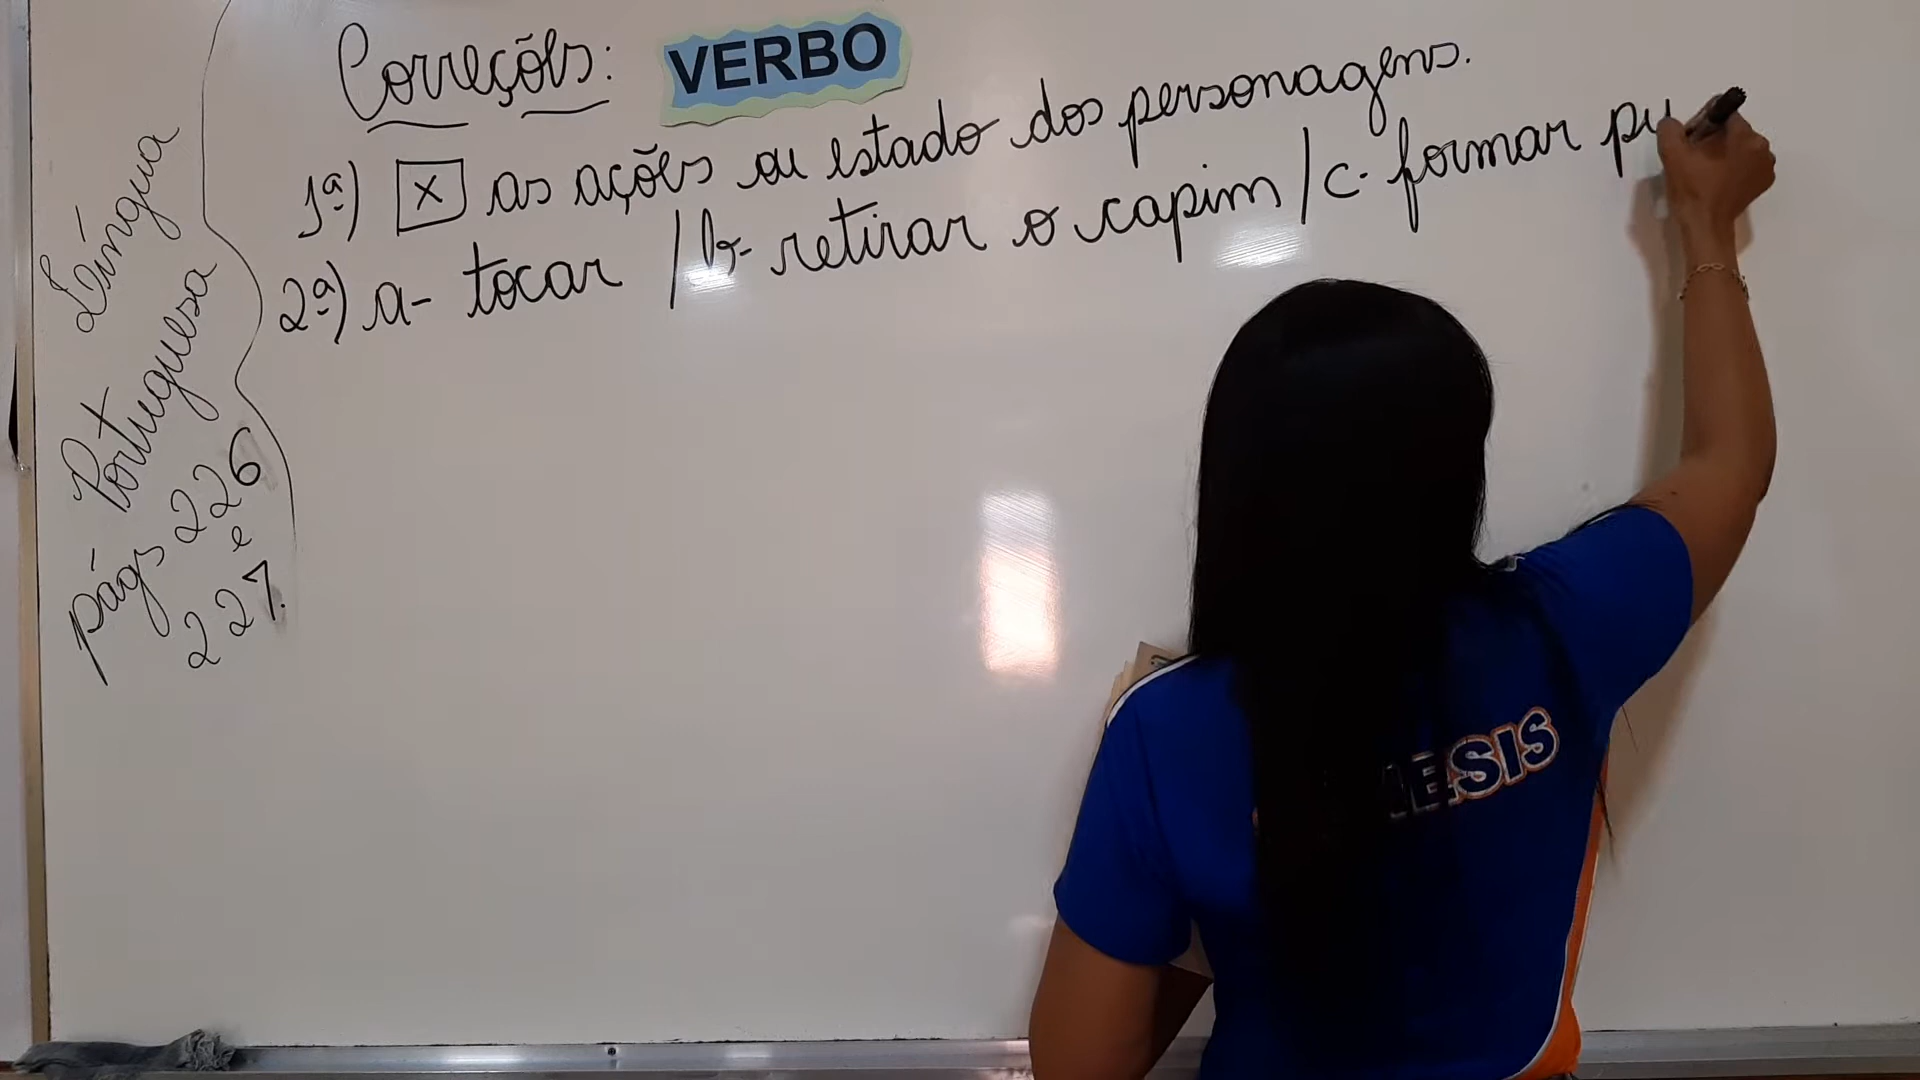 Correções: VERBO
1ª) x as ações ou estado dos personagens.
2ª) a- tocar / b- retirar o capim / c- formar pu
Língua
Portuguesa
págs 226
e
227.
ESIS